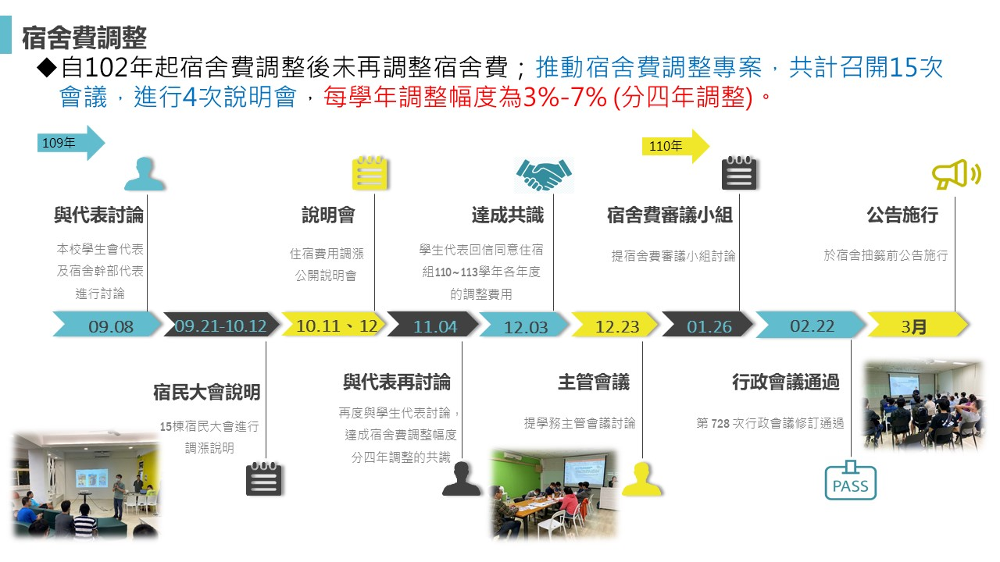 宿舍費調整
◆自102年起宿舍費調整後未再調整宿舍費；推動宿舍費調整專案，共計召開15次
會議，進行4次說明會，每學年調整幅度為3%-7% (分四年調整)。
109年
110年
與代表討論
本校學生會代表
及宿舍幹部代表
進行討論
說明會
住宿費用調漲
公開說明會
達成共識
學生代表回信同意住宿
組110~113學年各年度
的調整費用
宿舍費審議小組
提宿舍費審議小組討論
公告施行
於宿舍抽籤前公告施行
09.08
09.21-10.12
10.11、12
11.04
12.03
12.23
01.26
02.22
3月
宿民大會說明
15棟宿民大會進行
調漲說明
與代表再討論
再度與學生代表討論，
達成宿舍費調整幅度
分四年調整的共識
主管會議
提學務主管會議討論
行政會議通過
第 728 次行政會議修訂通過
PASS